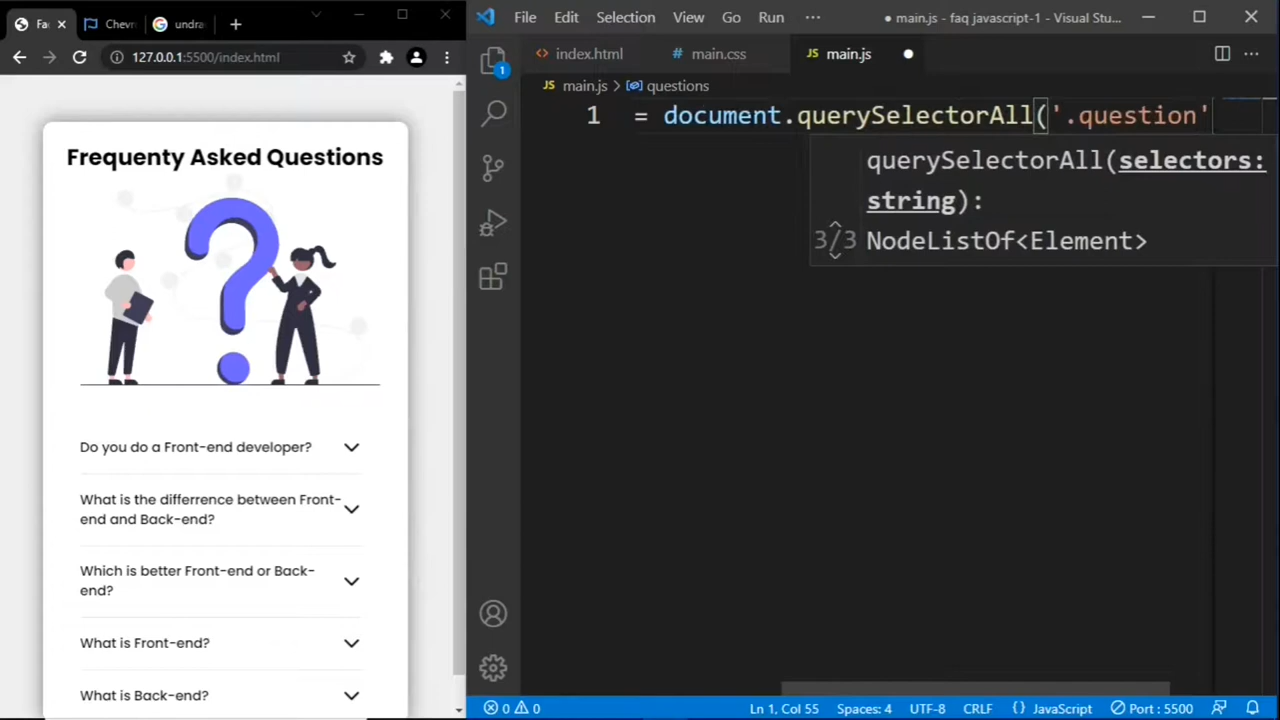 Fa
Chevr
undra
127.0.0.1:5500/index.html
Frequenty Asked Questions
Do you do a Front-end developer?
What is the differrence between Front-
end and Back-end?
Which is better Front-end or Back-
end?
What is Front-end?
What is Back-end?
File Edit Selection View Go Run ··· ● main.js - faq javascript-1 - Visual Stu...
index.html # main.css JS main.js ●
JS main.js > questions
1 = document.querySelectorAll('.question'
querySelectorAll(selectors:
string):
3/3 NodeListOf<Element>
1
0 0 Ln 1, Col 55 Spaces: 4 UTF-8 CRLF {} JavaScript Port : 5500